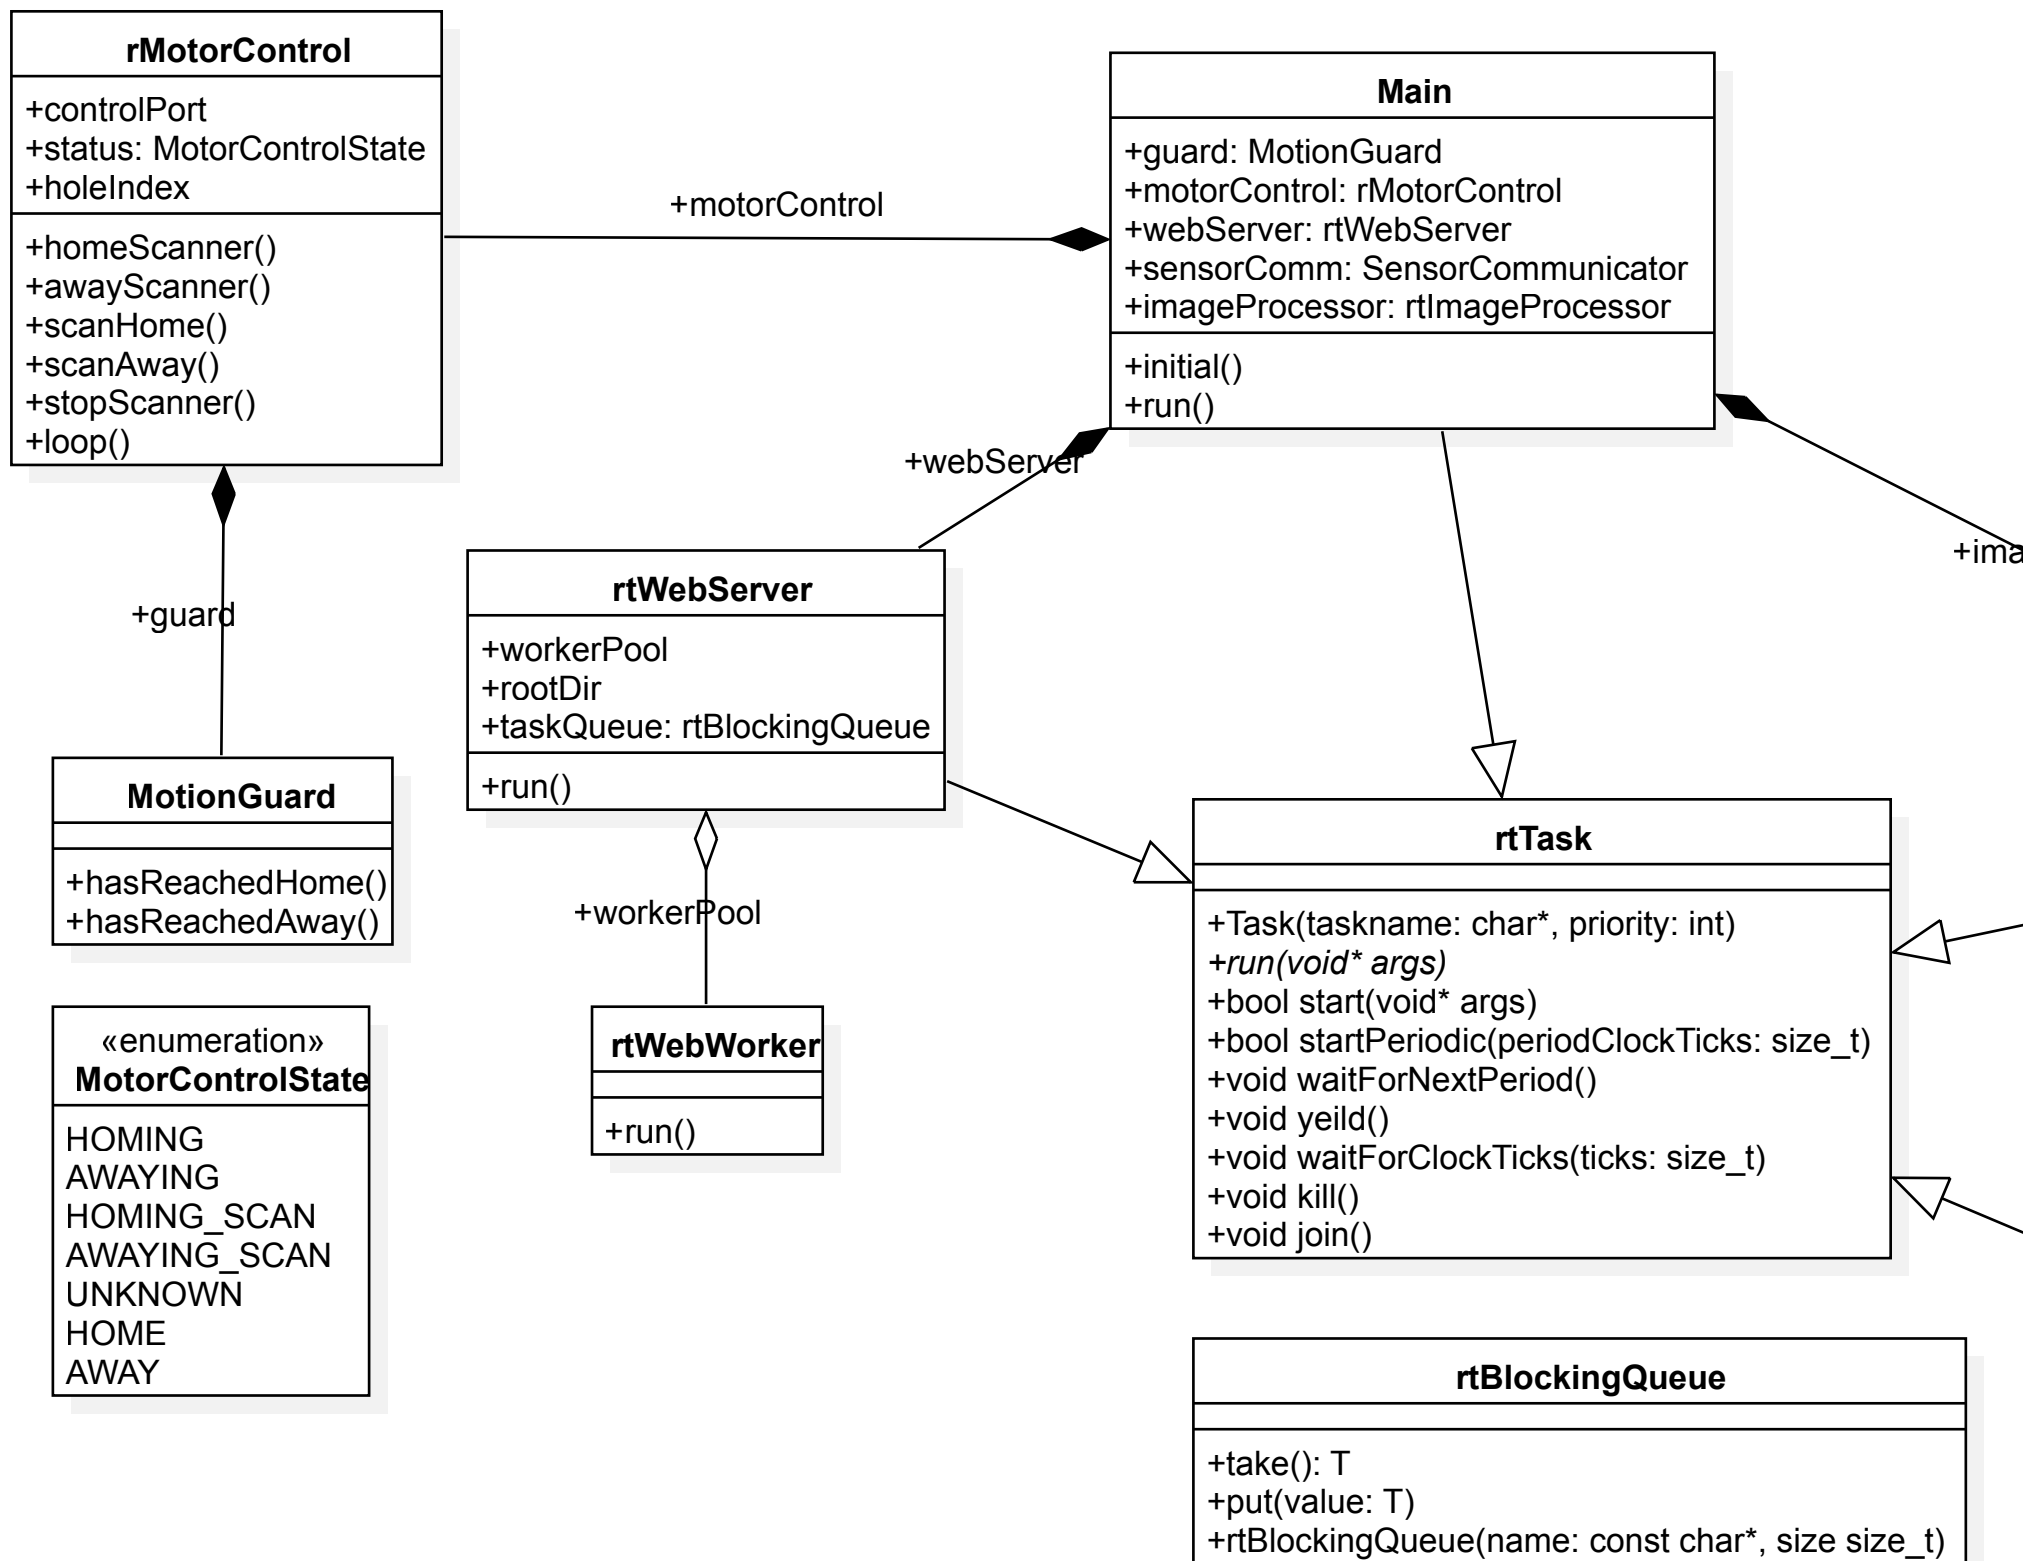 rMotorControl
+controlPort
+status: MotorControlState
+holeIndex
+homeScanner()
+awayScanner()
+scanHome()
+scanAway()
+stopScanner()
+loop()
+motorControl
Main
+guard: MotionGuard
+motorControl: rMotorControl
+webServer: rtWebServer
+sensorComm: SensorCommunicator
+imageProcessor: rtImageProcessor
+initial()
+run()
+webServer
+ima
+guard
rtWebServer
+workerPool
+rootDir
+taskQueue: rtBlockingQueue
+run()
MotionGuard
+hasReachedHome()
+hasReachedAway()
+workerPool
rtTask
+Task(taskname: char*, priority: int)
+run(void* args)
+bool start(void* args)
+bool startPeriodic(periodClockTicks: size_t)
+void waitForNextPeriod()
+void yeild()
+void waitForClockTicks(ticks: size_t)
+void kill()
+void join()
«enumeration»
MotorControlState
HOMING
AWAYING
HOMING_SCAN
AWAYING_SCAN
UNKNOWN
HOME
AWAY
rtWebWorker
+run()
rtBlockingQueue
+take(): T
+put(value: T)
+rtBlockingQueue(name: const char*, size size_t)